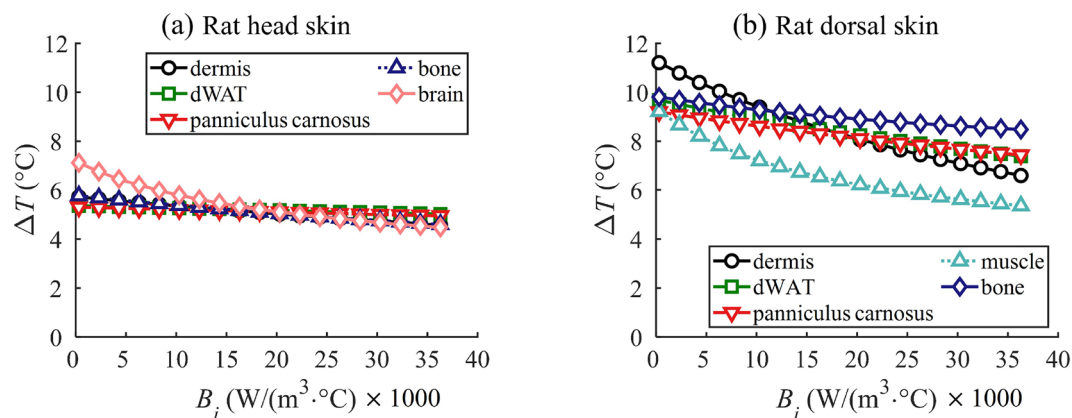 (a) Rat head skin
12
10
8
6
4
2
0
ΔT (°C)
dermis
bone
dWAT
brain
panniculus carnosus
0 5 10 15 20 25 30 35 40
B_i (W/(m³·°C) × 1000
(b) Rat dorsal skin
12
10
8
6
4
2
0
ΔT (°C)
dermis
muscle
dWAT
bone
panniculus carnosus
0 5 10 15 20 25 30 35 40
B_i (W/(m³·°C) × 1000